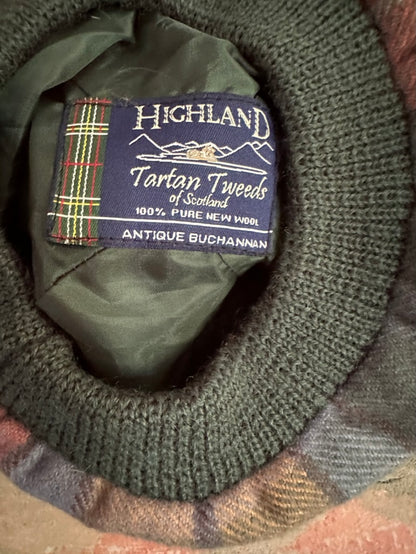 HIGHLAND
Tartan Tweeds
of Scotland
100% PURE NEW WOOL
ANTIQUE BUCHANNAN